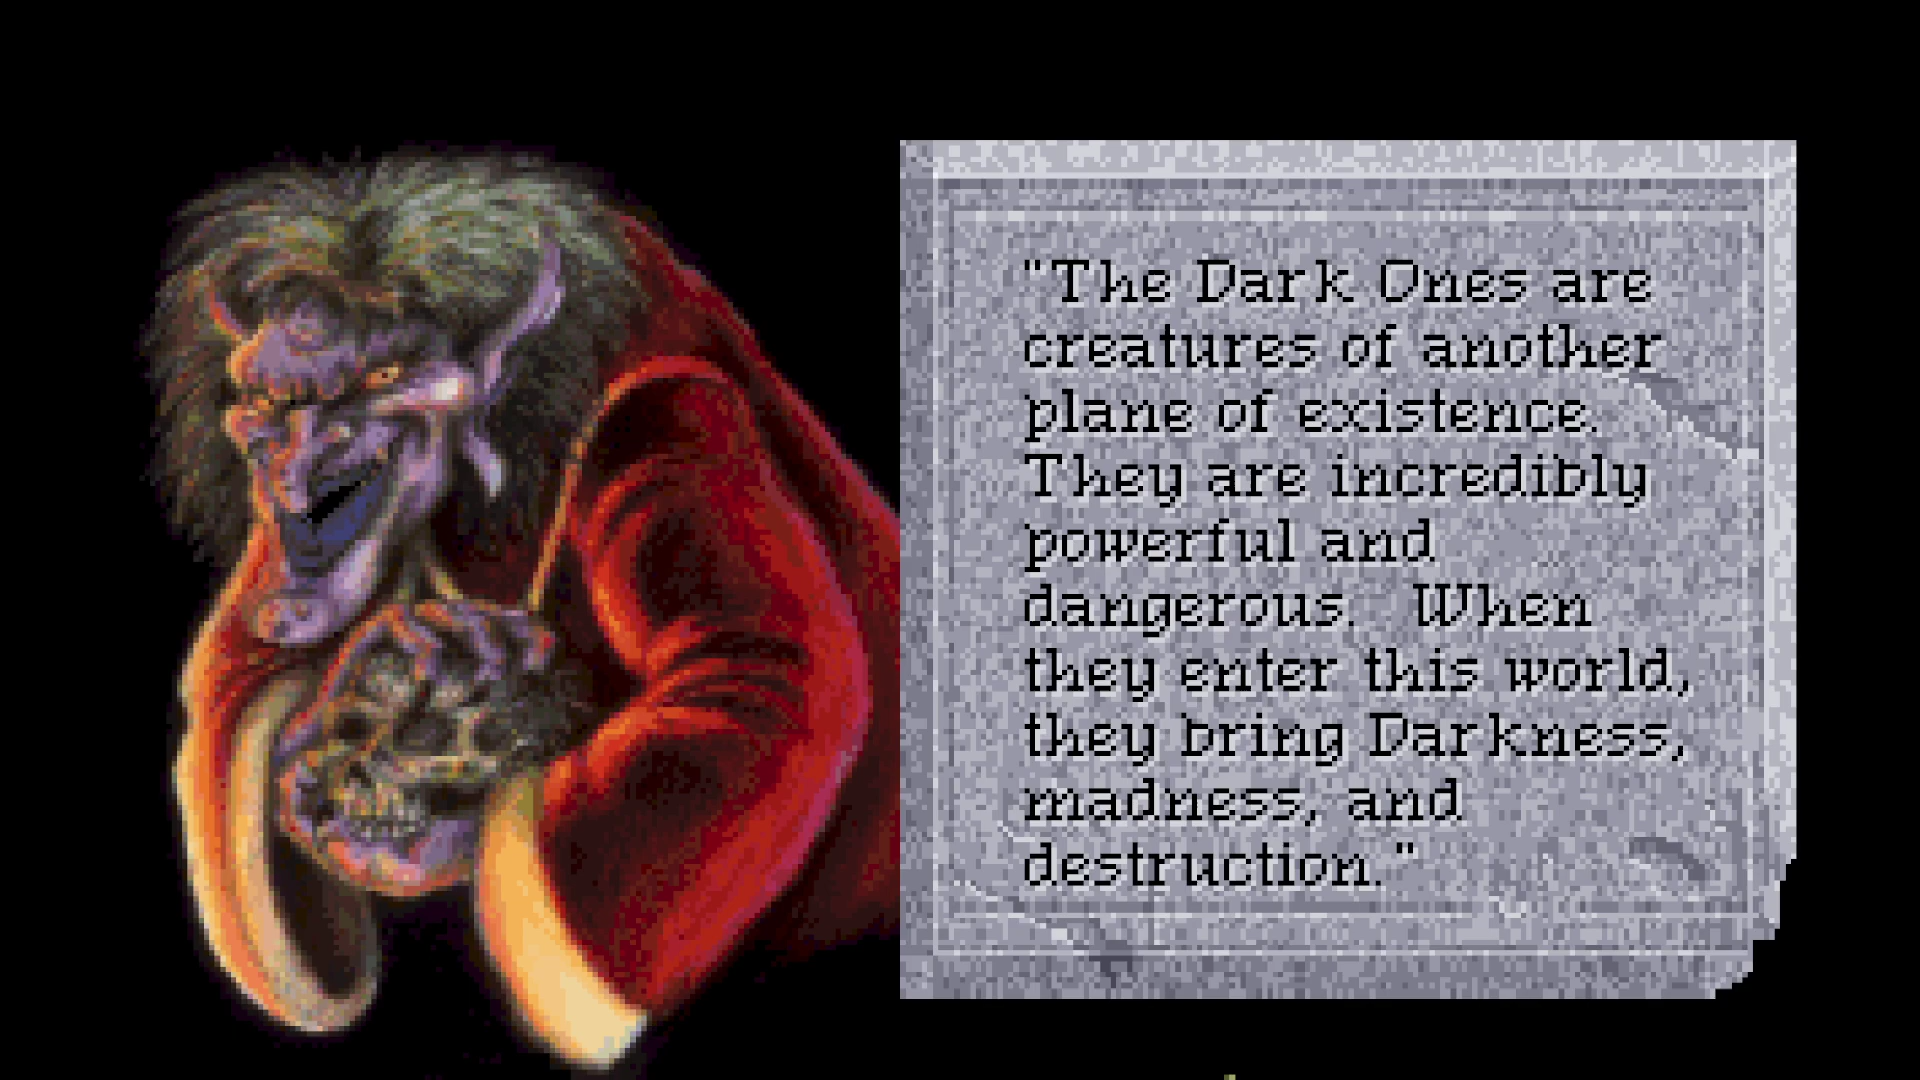 "The Dark Ones are
creatures of another
plane of existence.
They are incredibly
powerful and
dangerous.  When
they enter this world,
they bring Darkness,
madness, and
destruction."